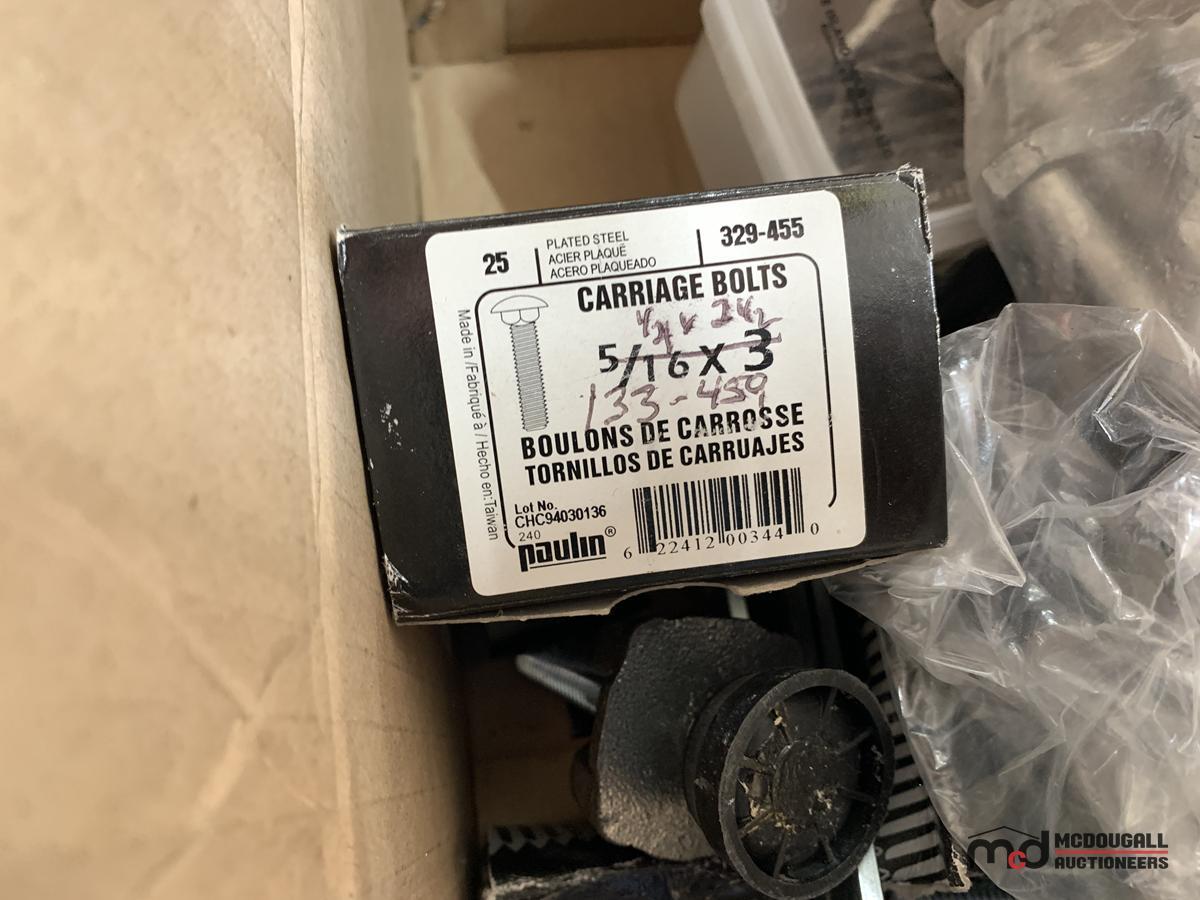 25
PLATED STEEL
ACIER PLAQUÉ
ACERO PLAQUEADO
329-455
CARRIAGE BOLTS
5/16 X 3
133-459
BOULONS DE CARROSSE
TORNILLOS DE CARRUAJES
Made in /Fabriqué à / Hecho en:Taiwan
Lot No.
CHC94030136
240
paulin®
6 22412 00344 0
mcd MCDOUGALL
AUCTIONEERS